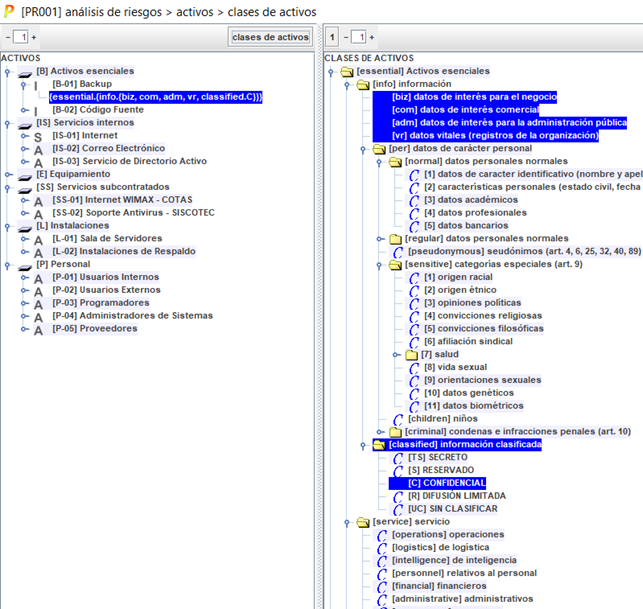 [PR001] análisis de riesgos > activos > clases de activos
- 1 +
clases de activos
ACTIVOS
[B] Activos esenciales
[B-01] Backup
{essential.{info.{biz, com, adm, vr, classified.C}}}
[B-02] Código Fuente
[IS] Servicios internos
[IS-01] Internet
[IS-02] Correo Electrónico
[IS-03] Servicio de Directorio Activo
[E] Equipamiento
[SS] Servicios subcontratados
[SS-01] Internet WIMAX - COTAS
[SS-02] Soporte Antivirus - SISCOTEC
[L] Instalaciones
[L-01] Sala de Servidores
[L-02] Instalaciones de Respaldo
[P] Personal
[P-01] Usuarios Internos
[P-02] Usuarios Externos
[P-03] Programadores
[P-04] Administradores de Sistemas
[P-05] Proveedores
1 - 1 +
CLASES DE ACTIVOS
[essential] Activos esenciales
[info] información
[biz] datos de interés para el negocio
[com] datos de interés comercial
[adm] datos de interés para la administración pública
[vr] datos vitales (registros de la organización)
[per] datos de carácter personal
[normal] datos personales normales
[1] datos de caracter identificativo (nombre y apel
[2] características personales (estado civil, fecha
[3] datos académicos
[4] datos profesionales
[5] datos bancarios
[regular] datos personales normales
[pseudonymous] seudónimos (art. 4, 6, 25, 32, 40, 89)
[sensitive] categorías especiales (art. 9)
[1] origen racial
[2] origen étnico
[3] opiniones políticas
[4] convicciones religiosas
[5] convicciones filosóficas
[6] afiliación sindical
[7] salud
[8] vida sexual
[9] orientaciones sexuales
[10] datos genéticos
[11] datos biométricos
[children] niños
[criminal] condenas e infracciones penales (art. 10)
[classified] información clasificada
[TS] SECRETO
[S] RESERVADO
[C] CONFIDENCIAL
[R] DIFUSIÓN LIMITADA
[UC] SIN CLASIFICAR
[service] servicio
[operations] operaciones
[logistics] de logística
[intelligence] de inteligencia
[personnel] relativos al personal
[financial] financieros
[administrative] administrativos